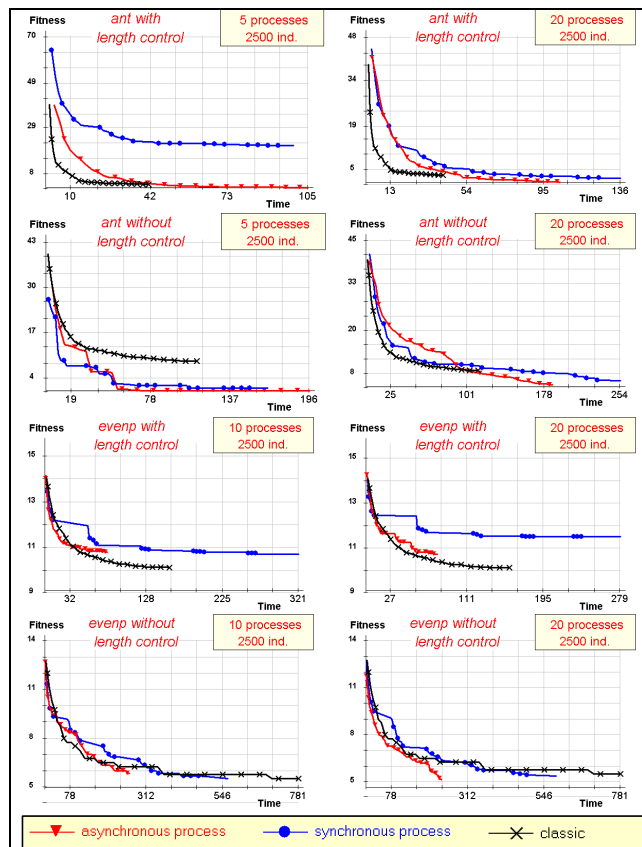 Fitness
ant with
length control
5 processes
2500 ind.
70
49
29
8
10
42
73
105
Time
Fitness
ant with
length control
20 processes
2500 ind.
48
34
19
5
13
54
95
136
Time
Fitness
ant without
length control
5 processes
2500 ind.
43
30
17
4
19
78
137
196
Time
Fitness
ant without
length control
20 processes
2500 ind.
45
32
20
8
25
101
178
254
Time
Fitness
evenp with
length control
10 processes
2500 ind.
15
13
11
9
32
128
225
321
Time
Fitness
evenp with
length control
20 processes
2500 ind.
15
13
11
9
27
111
195
279
Time
Fitness
evenp without
length control
10 processes
2500 ind.
14
11
8
5
78
312
546
781
Time
Fitness
evenp without
length control
20 processes
2500 ind.
14
11
8
5
78
312
546
781
Time
asynchronous process
synchronous process
classic